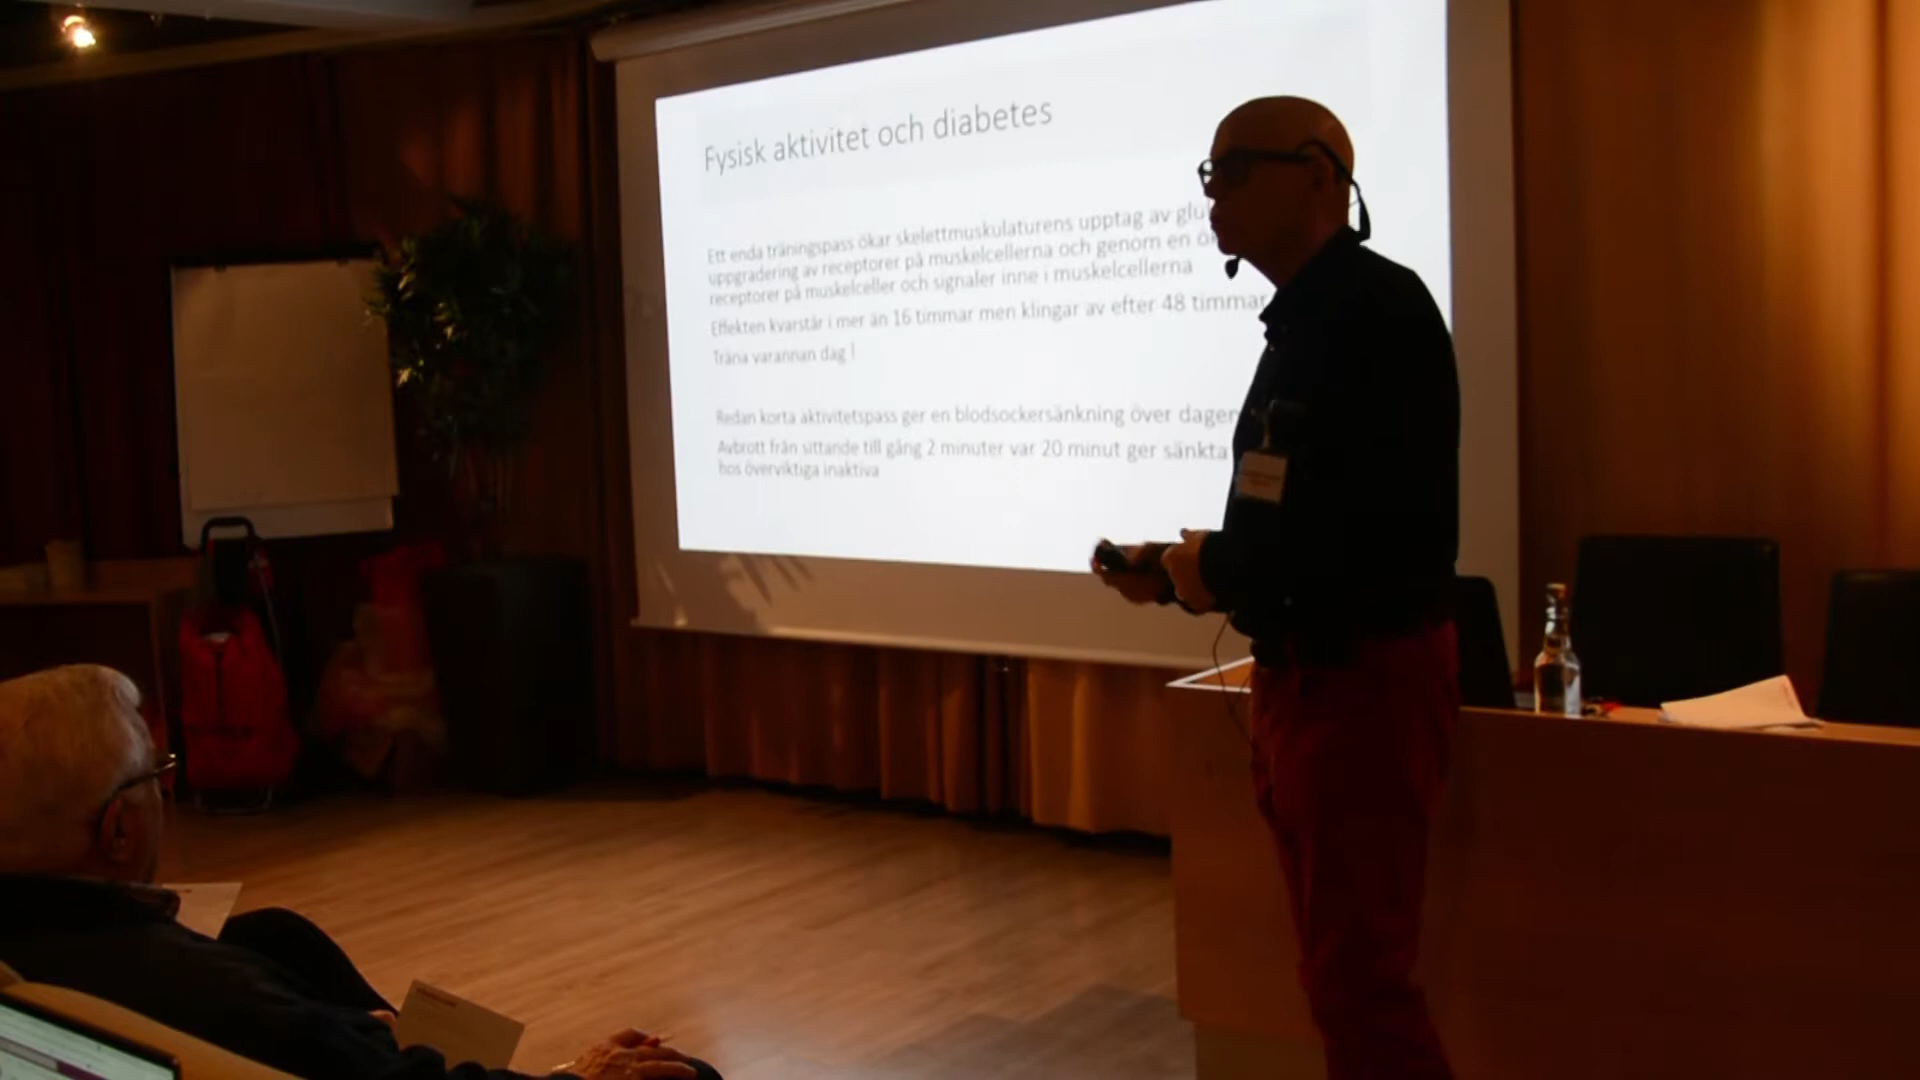 Fysisk aktivitet och diabetes
Ett enda träningspass ökar skelettmuskulaturens upptag av glu
uppgradering av receptorer på muskelcellerna och genom en
receptorer på muskelceller och signaler inne i muskelcellerna
Effekten kvarstår i mer än 16 timmar men klingar av efter 48 timmar
Träna varannan dag !
Redan korta aktivitetspass ger en blodsockersänkning över dagen
Avbrott från sittande till gång 2 minuter var 20 minut ger sänkta
hos överviktiga inaktiva